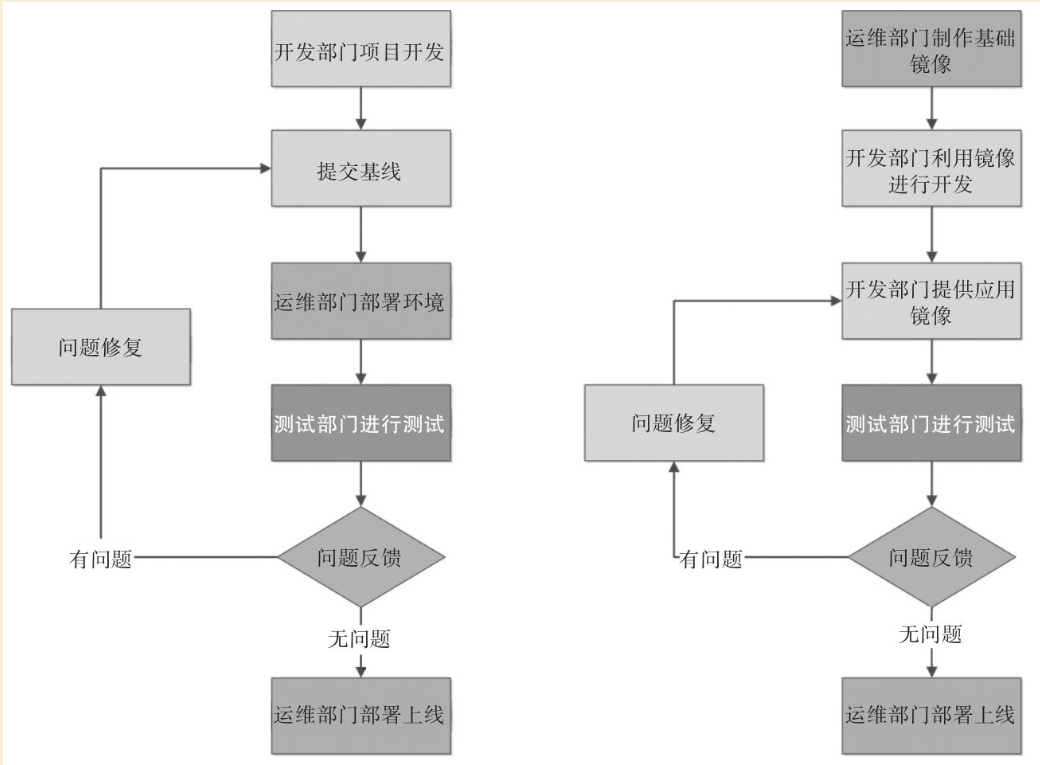 开发部门项目开发
提交基线
运维部门部署环境
问题修复
测试部门进行测试
问题反馈
有问题
无问题
运维部门部署上线
运维部门制作基础
镜像
开发部门利用镜像
进行开发
开发部门提供应用
镜像
问题修复
测试部门进行测试
问题反馈
有问题
无问题
运维部门部署上线